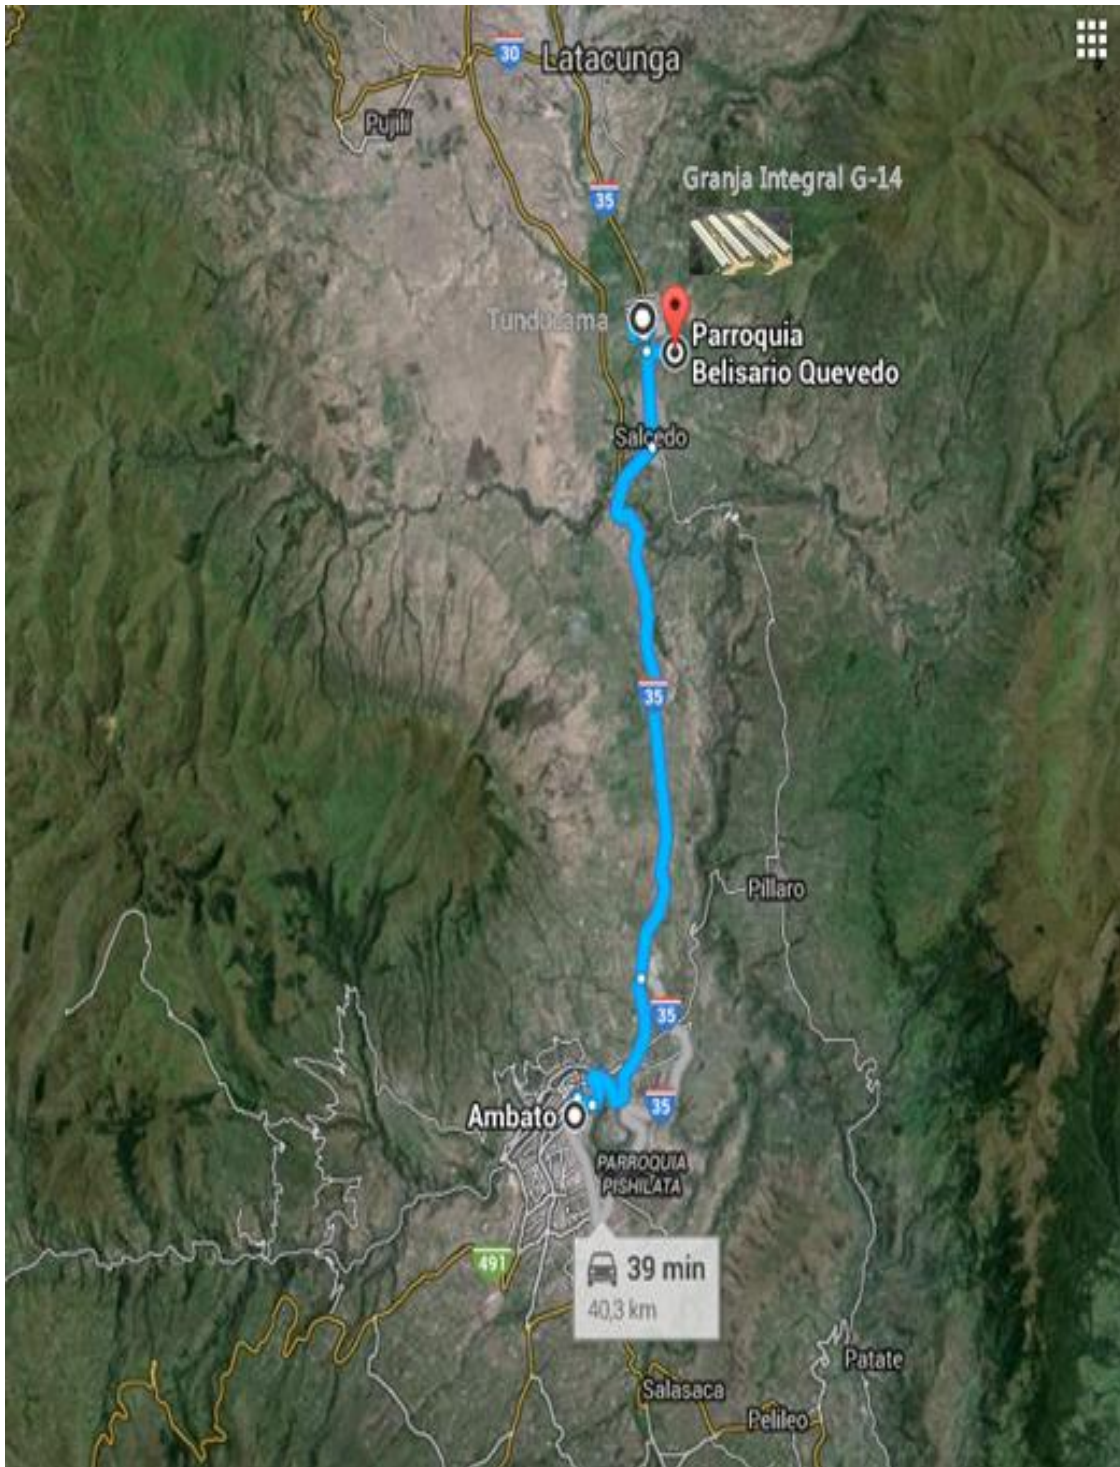 30
Latacunga
Pujilí
Granja Integral G-14
35
Tunducama
Parroquia
Belisario Quevedo
Salcedo
35
Píllaro
35
35
Ambato
PARROQUIA
PISHILATA
491
39 min
40,3 km
Patate
Salasaca
Pelileo